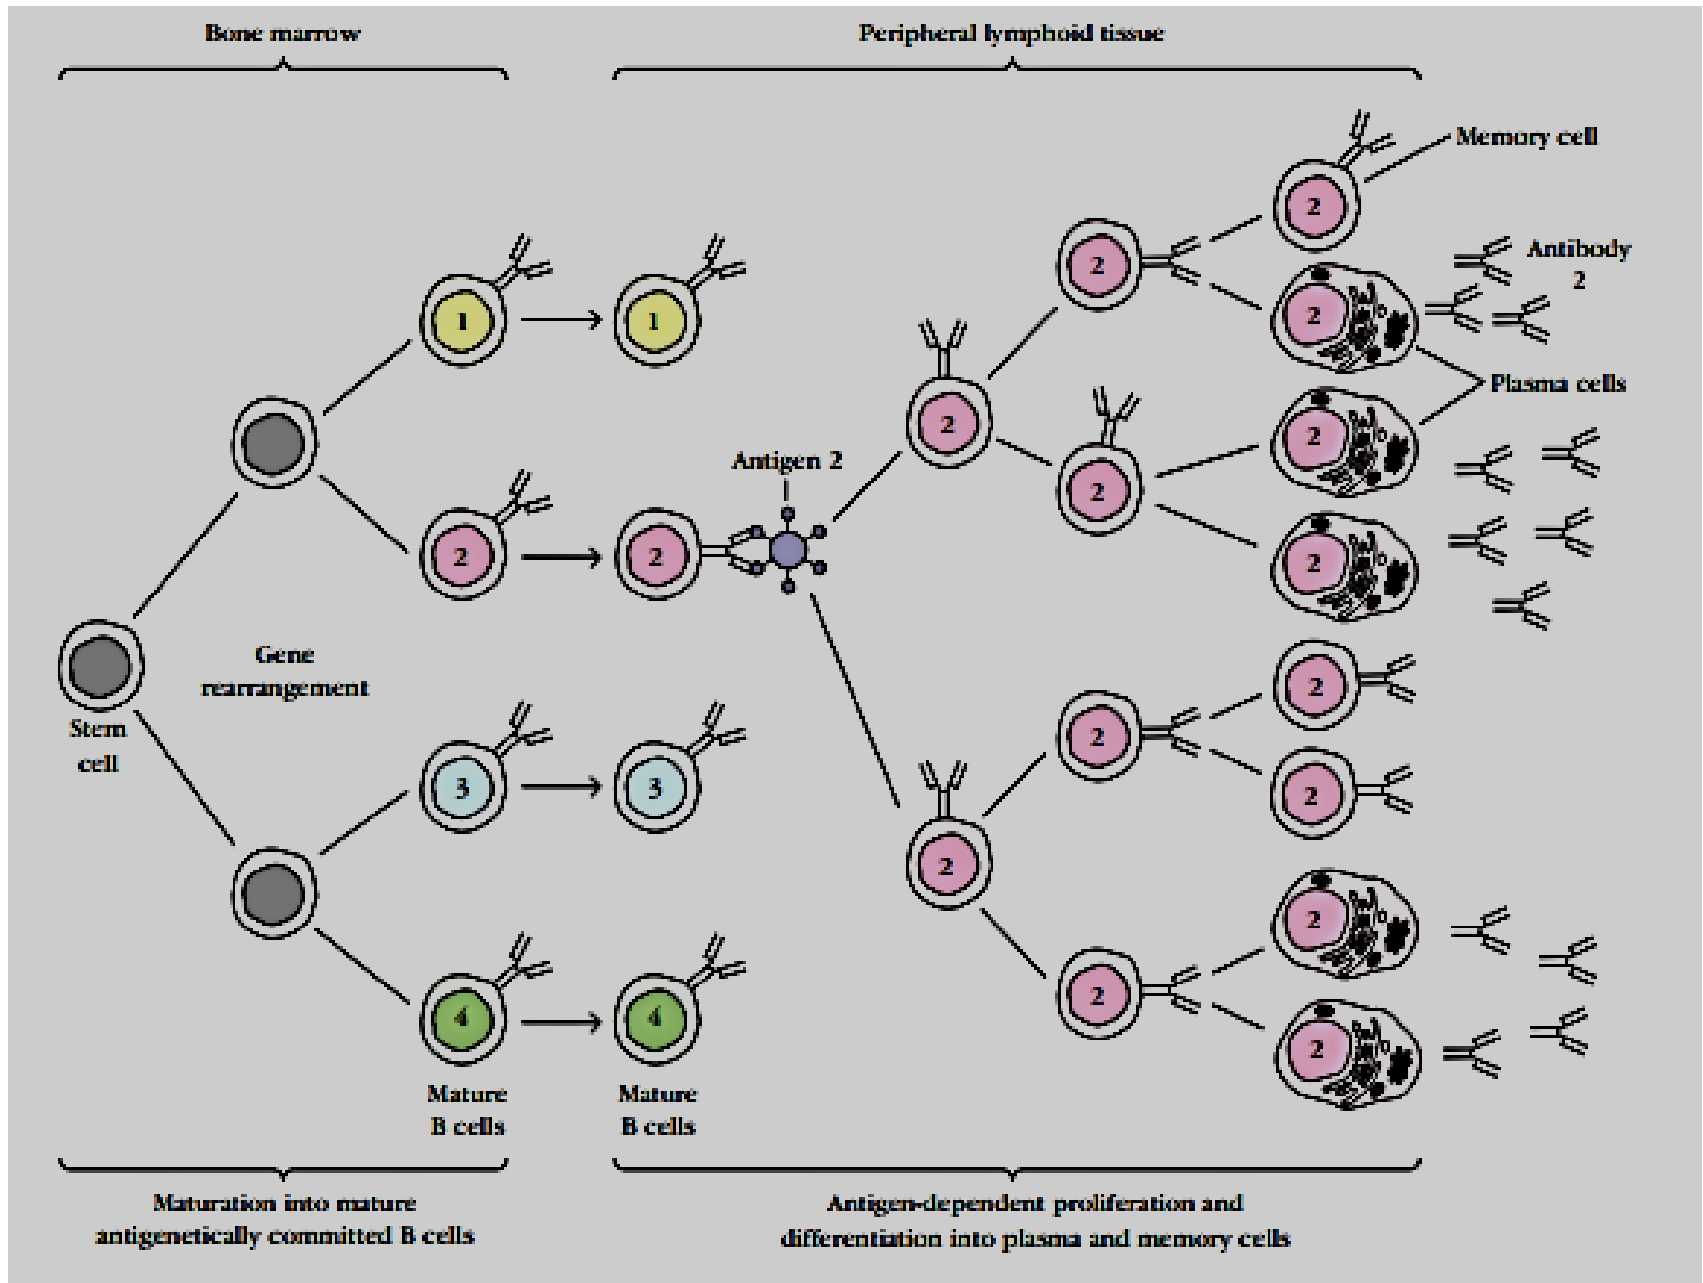 Bone marrow
Peripheral lymphoid tissue
Memory cell
2
2
Antibody
2
1
1
2
Plasma cells
2
2
Antigen 2
2
2
2
2
Gene
rearrangement
Stem
cell
2
2
3
3
2
2
2
2
4
4
2
Mature
B cells
Mature
B cells
Maturation into mature
antigenetically committed B cells
Antigen-dependent proliferation and
differentiation into plasma and memory cells